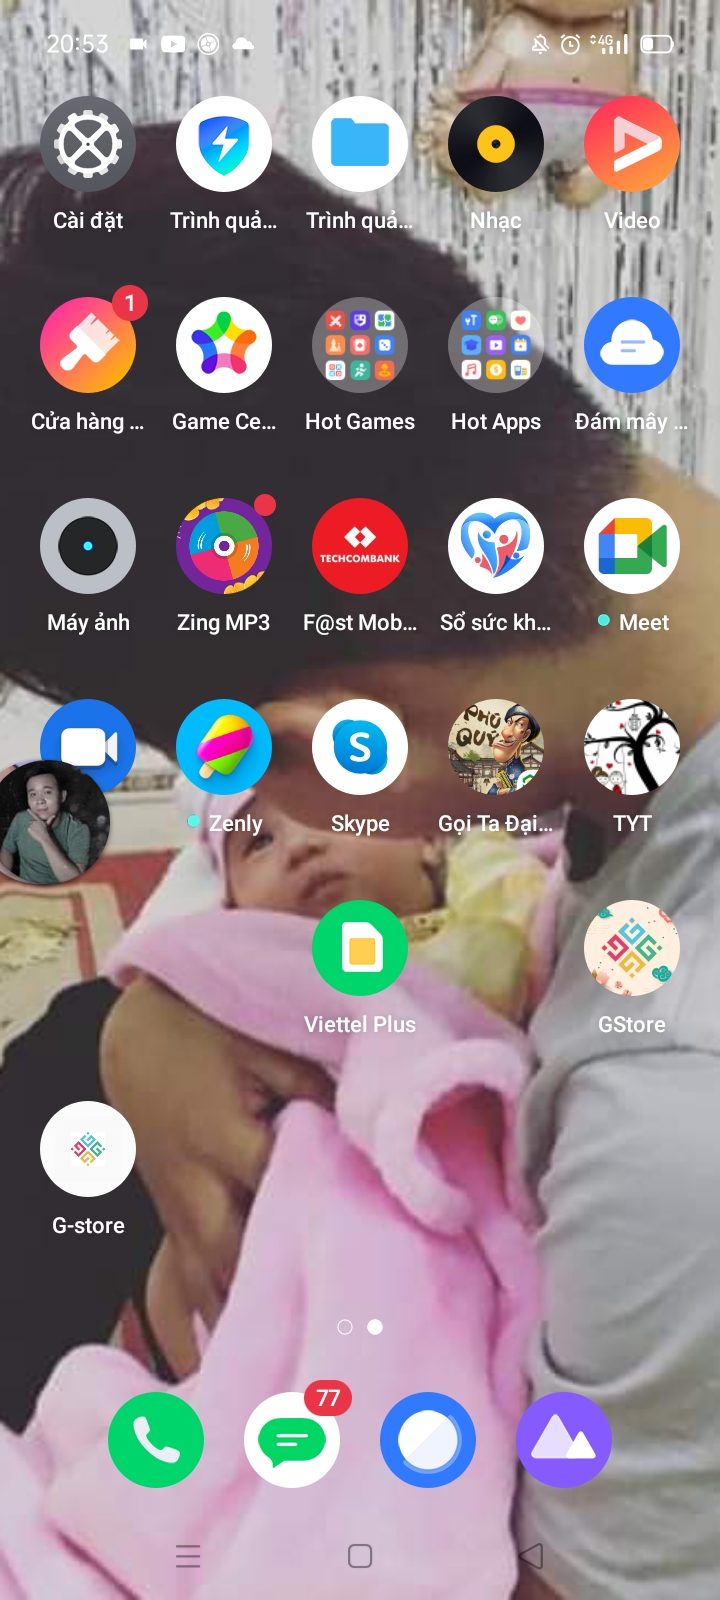 20:53
4G
Cài đặt
Trình quả...
Trình quả...
Nhạc
Video
1
Cửa hàng ...
Game Ce...
Hot Games
Hot Apps
Đám mây ...
TECHCOMBANK
Máy ảnh
Zing MP3
F@st Mob...
Sổ sức kh...
Meet
S
PHÚ
QUÝ
Zenly
Skype
Gọi Ta Đại...
TYT
Viettel Plus
GStore
G-store
77